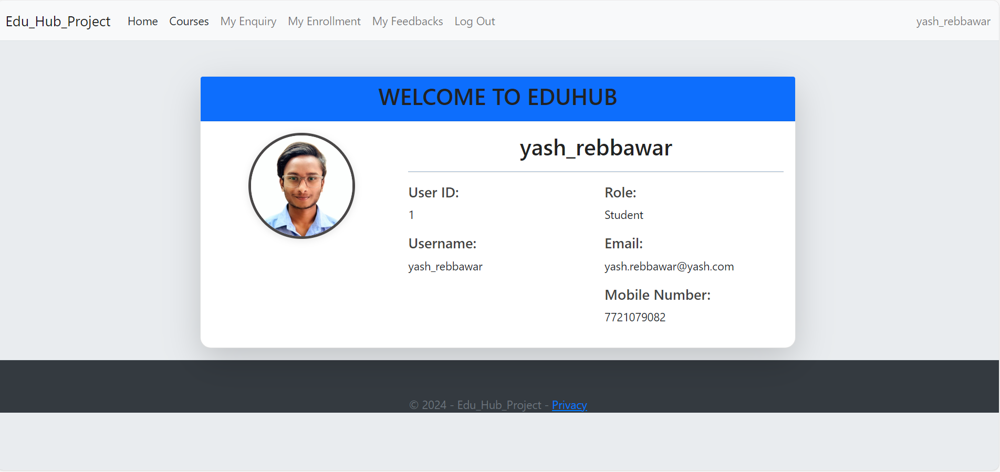 Edu_Hub_Project Home Courses My Enquiry My Enrollment My Feedbacks Log Out yash_rebbawar
WELCOME TO EDUHUB
yash_rebbawar
User ID:
1
Username:
yash_rebbawar
Role:
Student
Email:
yash.rebbawar@yash.com
Mobile Number:
7721079082
© 2024 - Edu_Hub_Project - Privacy